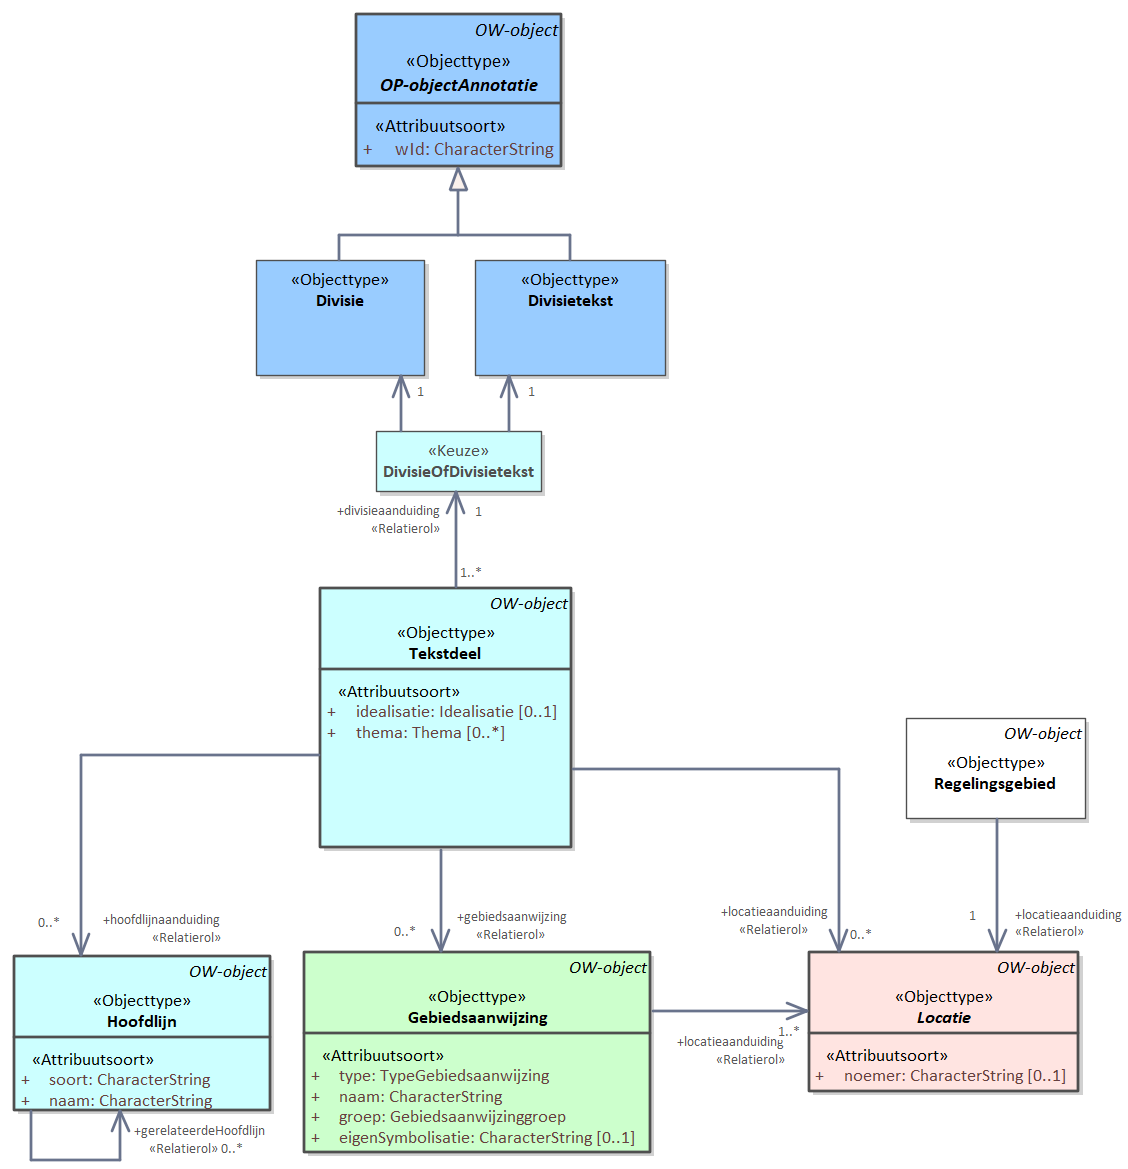 OW-object
«Objecttype»
OP-objectAnnotatie
«Attribuutsoort»
+ wId: CharacterString
«Objecttype»
Divisie
«Objecttype»
Divisietekst
1
1
«Keuze»
DivisieOfDivisietekst
+divisieaanduiding
«Relatierol»
1
1..*
OW-object
«Objecttype»
Tekstdeel
«Attribuutsoort»
+ idealisatie: Idealisatie [0..1]
+ thema: Thema [0..*]
OW-object
«Objecttype»
Regelingsgebied
0..*
+hoofdlijnaanduiding
«Relatierol»
0..*
+gebiedsaanwijzing
«Relatierol»
+locatieaanduiding
«Relatierol»
0..*
1
+locatieaanduiding
«Relatierol»
OW-object
«Objecttype»
Hoofdlijn
«Attribuutsoort»
+ soort: CharacterString
+ naam: CharacterString
+gerelateerdeHoofdlijn
«Relatierol» 0..*
OW-object
«Objecttype»
Gebiedsaanwijzing
«Attribuutsoort»
+ type: TypeGebiedsaanwijzing
+ naam: CharacterString
+ groep: Gebiedsaanwijzinggroep
+ eigenSymbolisatie: CharacterString [0..1]
1..*
+locatieaanduiding
«Relatierol»
OW-object
«Objecttype»
Locatie
«Attribuutsoort»
+ noemer: CharacterString [0..1]